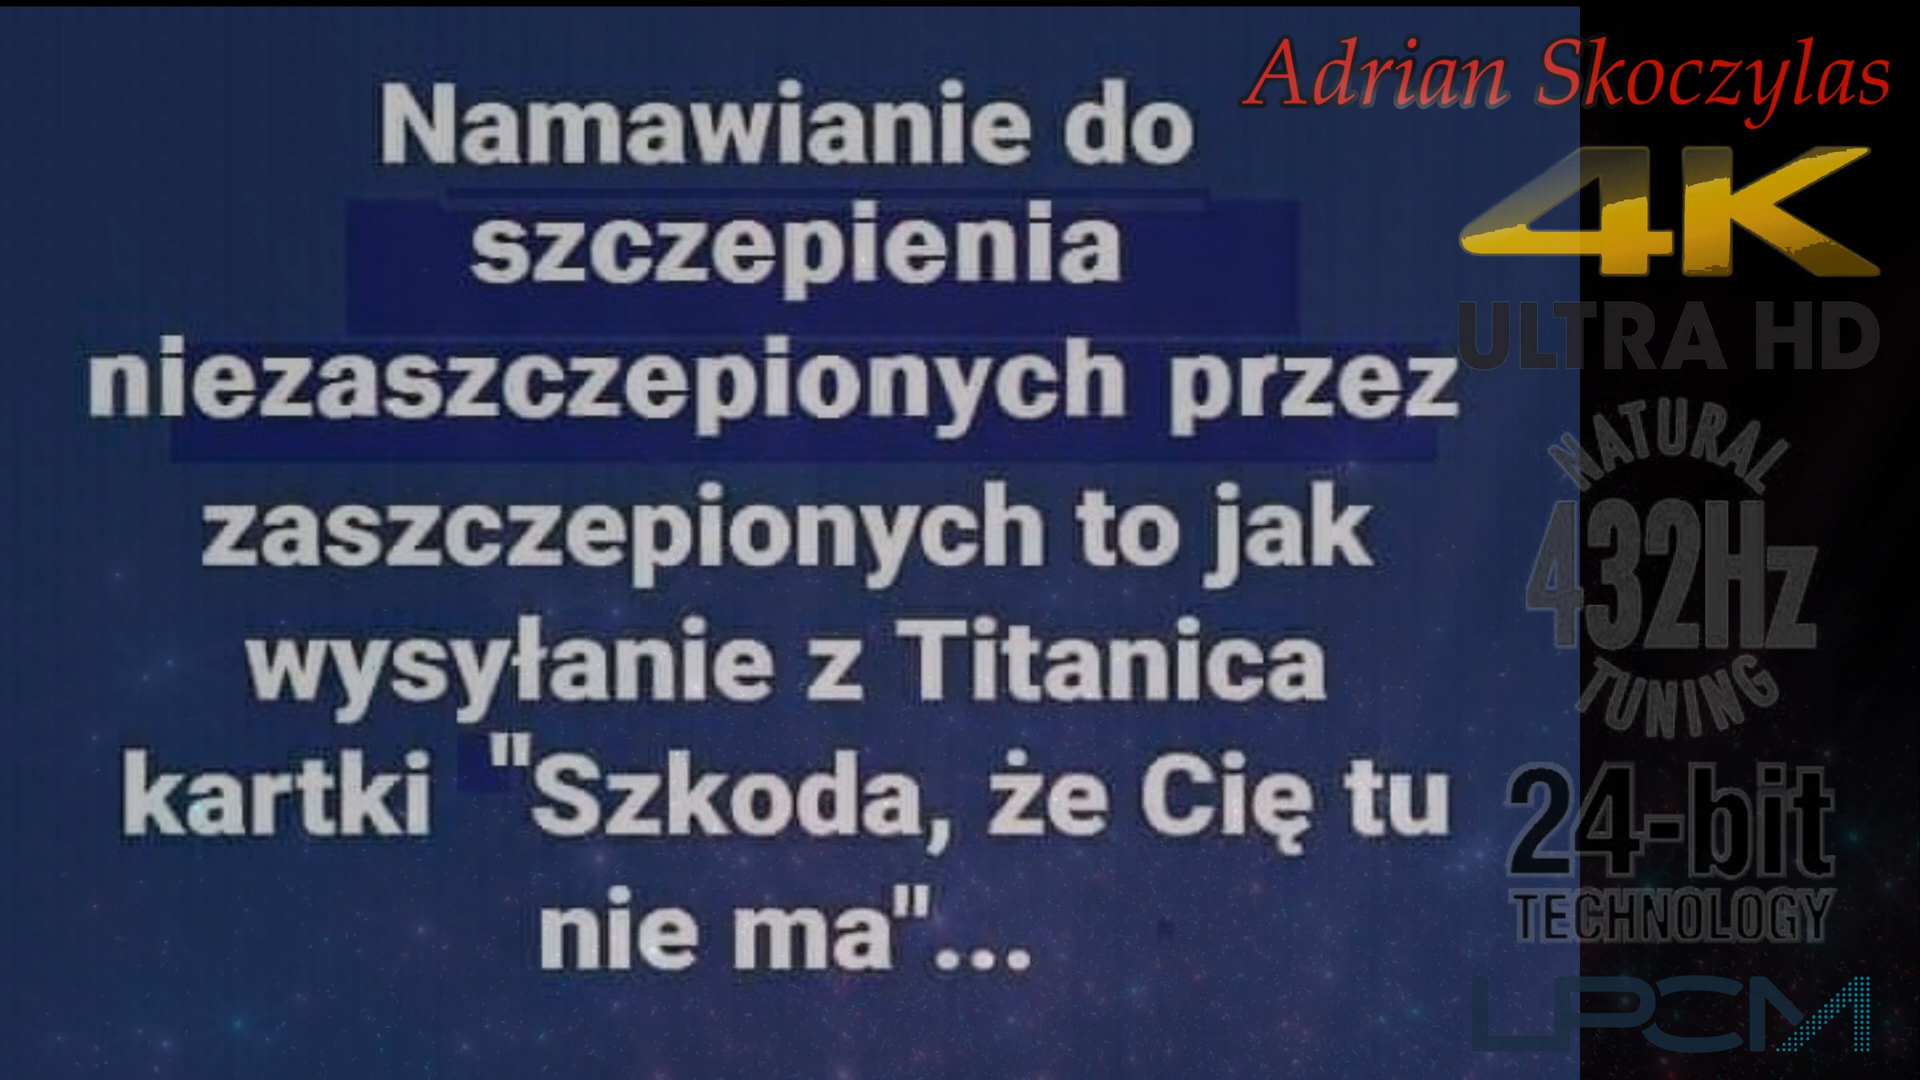 Adrian Skoczylas
Namawianie do
szczepienia
niezaszczepionych przez
zaszczepionych to jak
wysyłanie z Titanica
kartki "Szkoda, że Cię tu
nie ma"...
4K
ULTRA HD
NATURAL
432Hz
TUNING
24-bit
TECHNOLOGY
LPCM